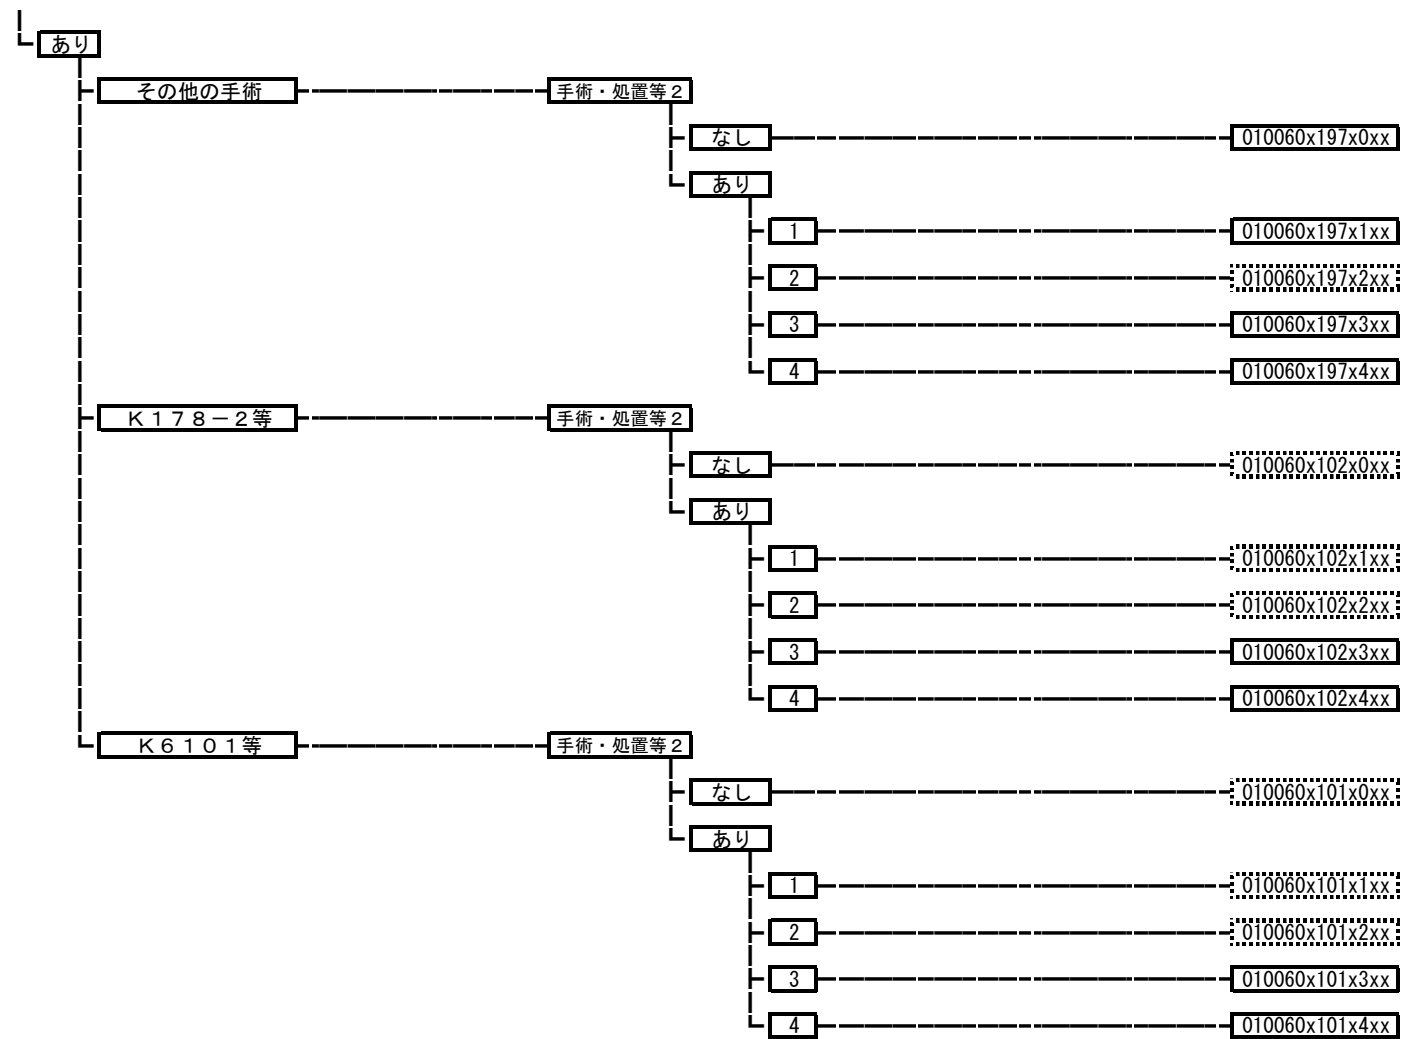 あり
その他の手術 手術・処置等２
なし 010060x197x0xx
あり
1 010060x197x1xx
2 010060x197x2xx
3 010060x197x3xx
4 010060x197x4xx
Ｋ１７８－２等 手術・処置等２
なし 010060x102x0xx
あり
1 010060x102x1xx
2 010060x102x2xx
3 010060x102x3xx
4 010060x102x4xx
Ｋ６１０１等 手術・処置等２
なし 010060x101x0xx
あり
1 010060x101x1xx
2 010060x101x2xx
3 010060x101x3xx
4 010060x101x4xx